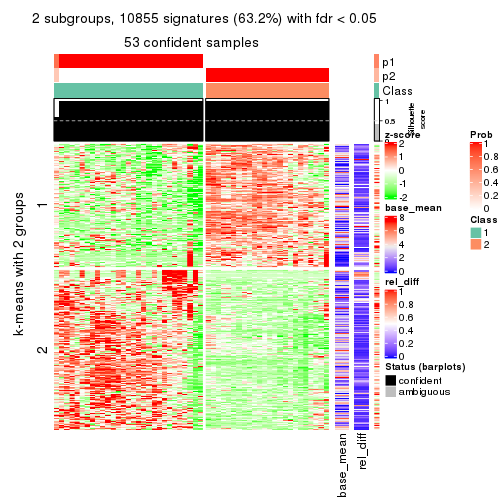 2 subgroups, 10855 signatures (63.2%) with fdr < 0.05
53 confident samples
p1
p2
Class
1
0.5
0
Silhouette
score
k-means with 2 groups
1
2
base_mean
rel_diff
z-score
2
1
0
-1
-2
base_mean
8
6
4
2
0
rel_diff
1
0.8
0.6
0.4
0.2
0
Status (barplots)
confident
ambiguous
Prob
1
0.8
0.6
0.4
0.2
0
Class
1
2